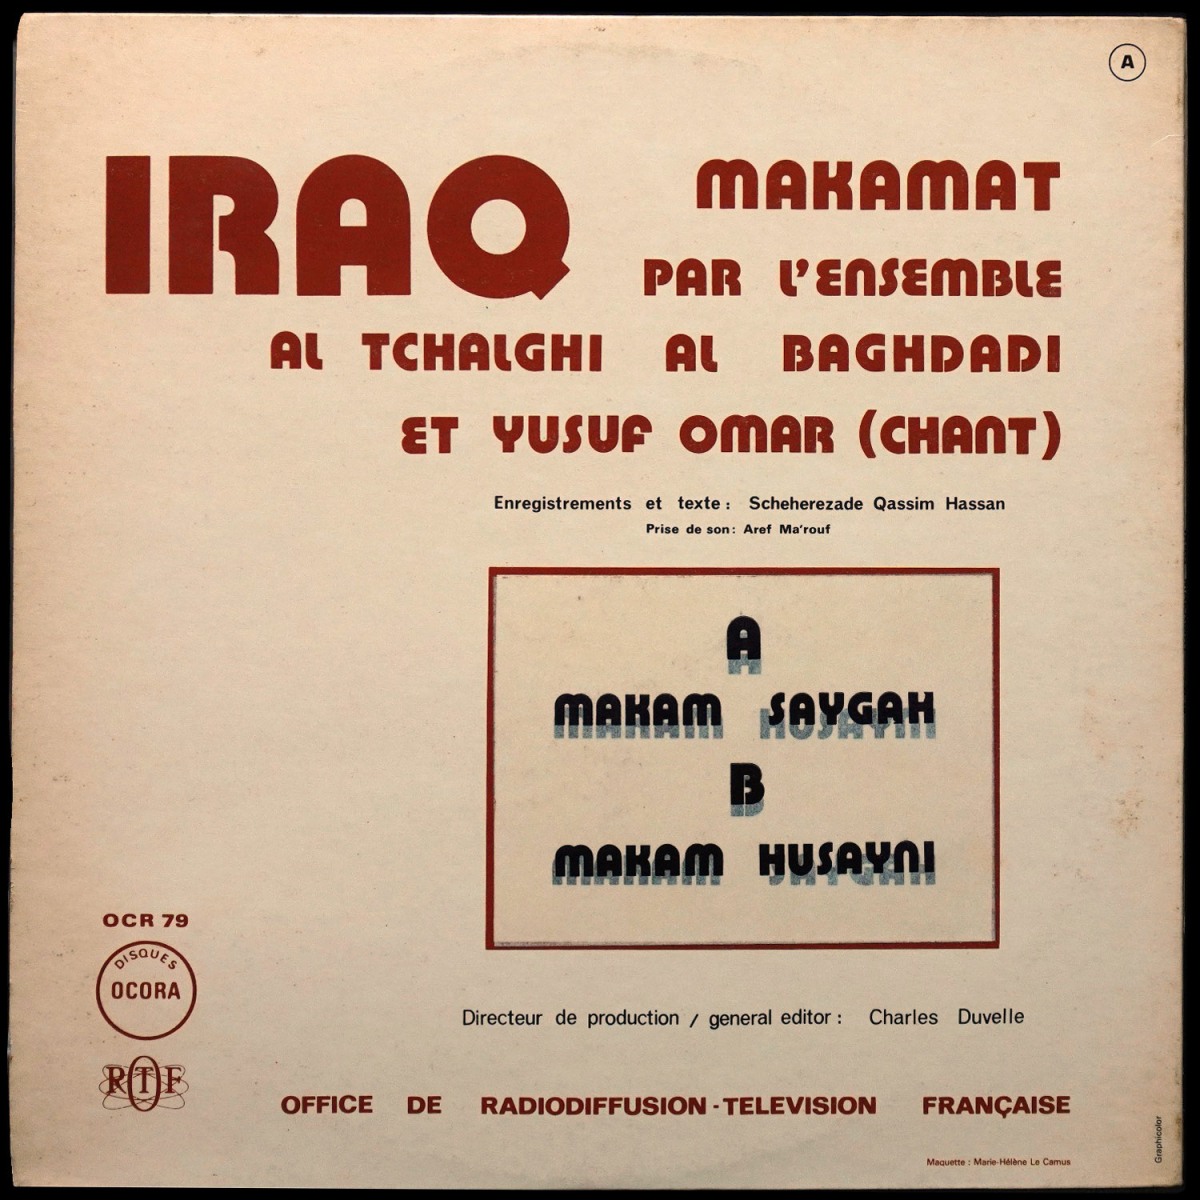 A
IRAQ
MAKAMAT
PAR L'ENSEMBLE
AL TCHALGHI AL BAGHDADI
ET YUSUF OMAR (CHANT)
Enregistrements et texte : Scheherezade Qassim Hassan
Prise de son : Aref Ma'rouf
A
MAKAM SAYGAH
HUSAYNI
B
MAKAM HUSAYNI
SAYGAH
OCR 79
DISQUES
OCORA
Directeur de production / general editor : Charles Duvelle
RTF
OFFICE DE RADIODIFFUSION - TELEVISION FRANÇAISE
Maquette : Marie-Hélène Le Camus
Graphicolor